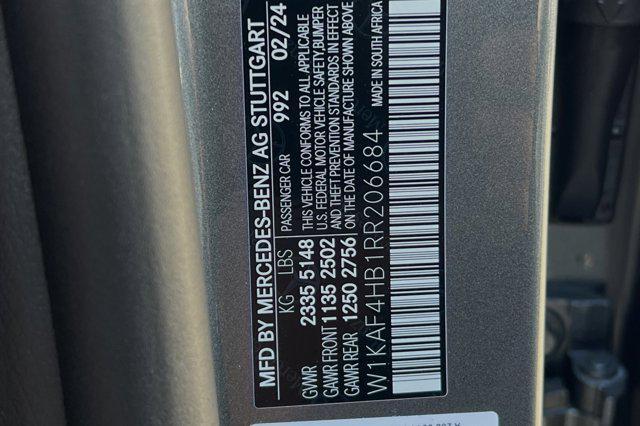 MFD BY MERCEDES-BENZ AG STUTTGART
PASSENGER CAR 992 02/24
KG LBS
GVWR 2335 5148
GAWR FRONT 1135 2502
GAWR REAR 1250 2756
THIS VEHICLE CONFORMS TO ALL APPLICABLE
U.S. FEDERAL MOTOR VEHICLE SAFETY,BUMPER
AND THEFT PREVENTION STANDARDS IN EFFECT
ON THE DATE OF MANUFACTURE SHOWN ABOVE
W1KAF4HB1RR206684
MADE IN SOUTH AFRICA